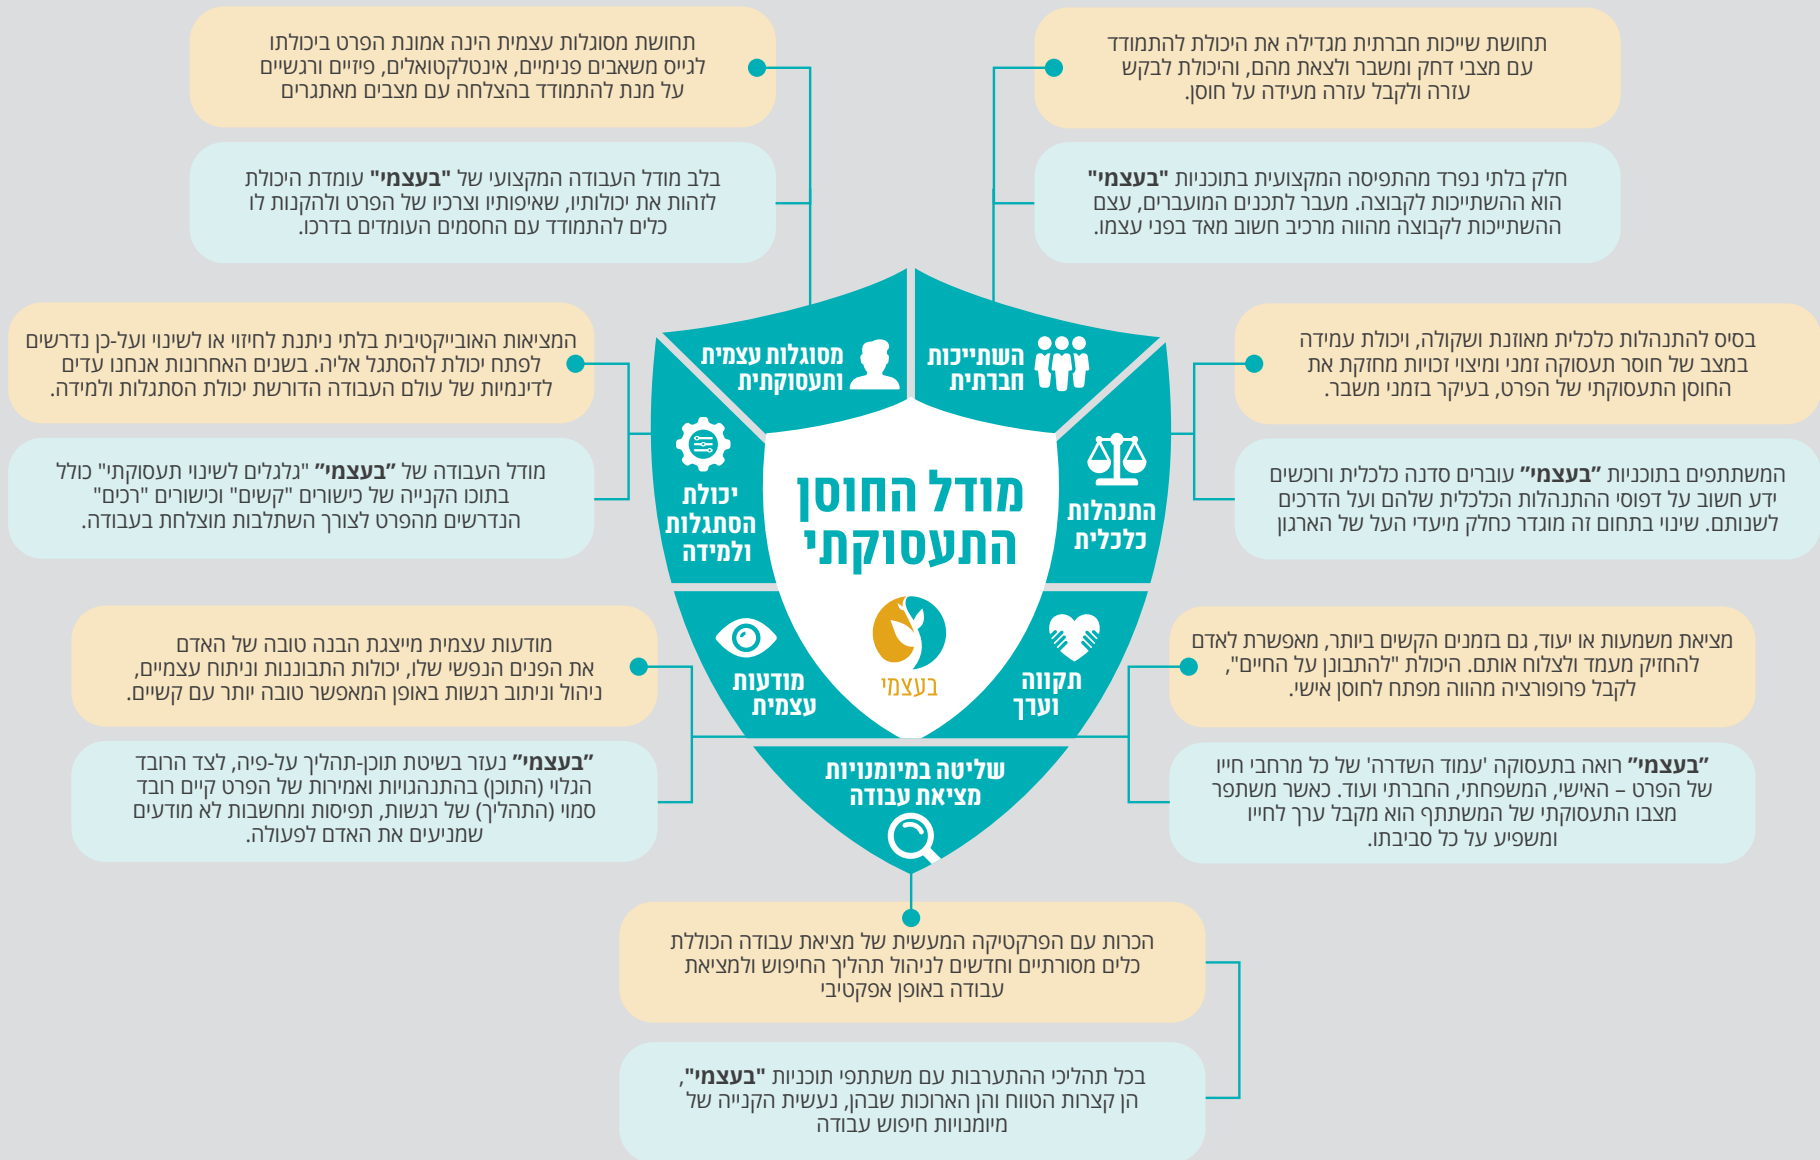 תחושת שייכות חברתית מגדילה את היכולת להתמודד
עם מצבי דחק ומשבר ולצאת מהם, והיכולת לבקש
עזרה ולקבל עזרה מעידה על חוסן.
חלק בלתי נפרד מהתפיסה המקצועית בתוכניות "בעצמי"
הוא ההשתייכות לקבוצה. מעבר לתכנים המועברים, עצם
ההשתייכות לקבוצה מהווה מרכיב חשוב מאד בפני עצמו.
תחושת מסוגלות עצמית הינה אמונת הפרט ביכולתו
לגייס משאבים פנימיים, אינטלקטואלים, פיזיים ורגשיים
על מנת להתמודד בהצלחה עם מצבים מאתגרים
בלב מודל העבודה המקצועי של "בעצמי" עומדת היכולת
לזהות את יכולותיו, שאיפותיו וצרכיו של הפרט ולהקנות לו
כלים להתמודד עם החסמים העומדים בדרכו.
השתייכות
חברתית
מסוגלות עצמית
ותעסוקתית
בסיס להתנהלות כלכלית מאוזנת ושקולה, ויכולת עמידה
במצב של חוסר תעסוקה זמני ומיצוי זכויות מחזקת את
החוסן התעסוקתי של הפרט, בעיקר בזמני משבר.
המשתתפים בתוכניות ״בעצמי״ עוברים סדנה כלכלית ורוכשים
ידע חשוב על דפוסי ההתנהלות הכלכלית שלהם ועל הדרכים
לשנותם. שינוי בתחום זה מוגדר כחלק מיעדי העל של הארגון
התנהלות
כלכלית
מודל החוסן
התעסוקתי
בעצמי
יכולת
הסתגלות
ולמידה
המציאות האובייקטיבית בלתי ניתנת לחיזוי או לשינוי ועל-כן נדרשים
לפתח יכולת להסתגל אליה. בשנים האחרונות אנחנו עדים
לדינמיות של עולם העבודה הדורשת יכולת הסתגלות ולמידה.
מודל העבודה של ״בעצמי״ "גלגלים לשינוי תעסוקתי" כולל
בתוכו הקנייה של כישורים "קשים" וכישורים "רכים"
הנדרשים מהפרט לצורך השתלבות מוצלחת בעבודה.
מציאת משמעות או יעוד, גם בזמנים הקשים ביותר, מאפשרת לאדם
להחזיק מעמד ולצלוח אותם. היכולת "להתבונן על החיים",
לקבל פרופורציה מהווה מפתח לחוסן אישי.
״בעצמי״ רואה בתעסוקה 'עמוד השדרה' של כל מרחבי חייו
של הפרט – האישי, המשפחתי, החברתי ועוד. כאשר משתפר
מצבו התעסוקתי של המשתתף הוא מקבל ערך לחייו
ומשפיע על כל סביבתו.
תקווה
וערך
מודעות
עצמית
מודעות עצמית מייצגת הבנה טובה של האדם
את הפנים הנפשי שלו, יכולות התבוננות וניתוח עצמיים,
ניהול וניתוב רגשות באופן המאפשר טובה יותר עם קשיים.
״בעצמי״ נעזר בשיטת תוכן-תהליך על-פיה, לצד הרובד
הגלוי (התוכן) בהתנהגויות ואמירות של הפרט קיים רובד
סמוי (התהליך) של רגשות, תפיסות ומחשבות לא מודעים
שמניעים את האדם לפעולה.
שליטה במיומנויות
מציאת עבודה
הכרות עם הפרקטיקה המעשית של מציאת עבודה הכוללת
כלים מסורתיים וחדשים לניהול תהליך החיפוש ולמציאת
עבודה באופן אפקטיבי
בכל תהליכי ההתערבות עם משתתפי תוכניות "בעצמי",
הן קצרות הטווח והן הארוכות שבהן, נעשית הקנייה של
מיומנויות חיפוש עבודה